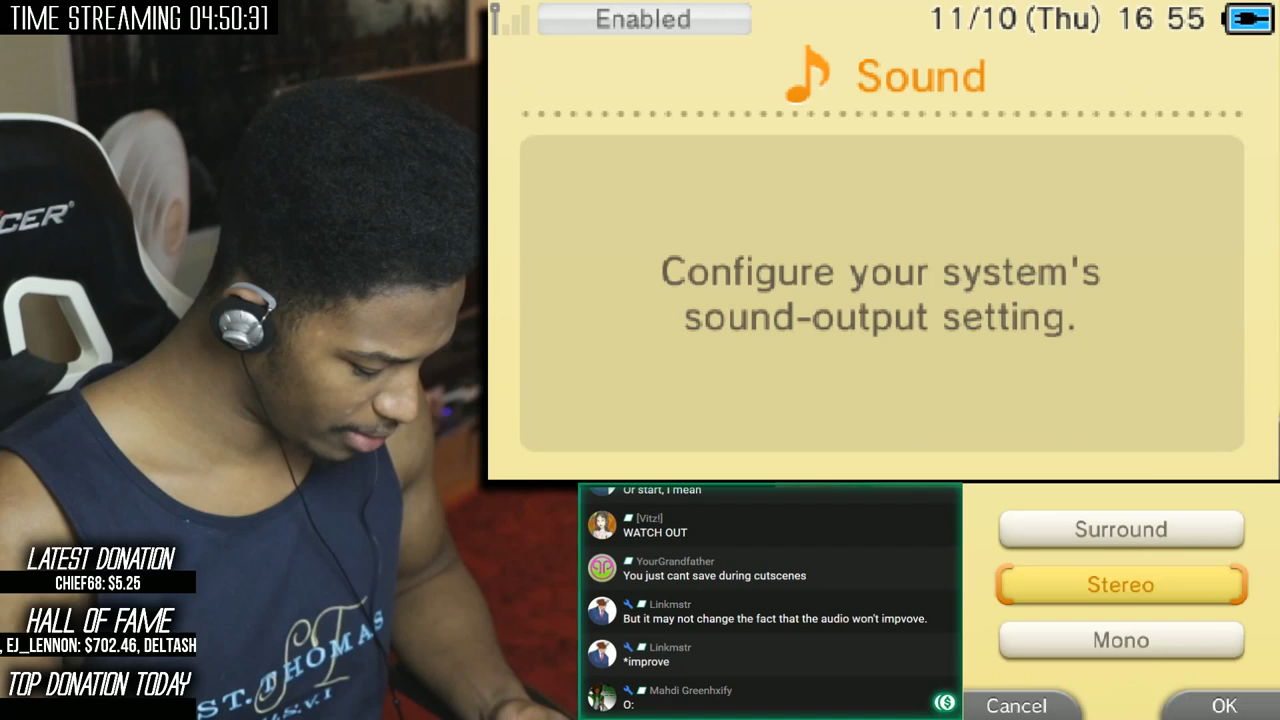 TIME STREAMING 04:50:31
Enabled
11/10 (Thu) 16 55
Sound
Configure your system's
sound-output setting.
CER
Or start, I mean
[Vitz!]
WATCH OUT
YourGrandfather
You just cant save during cutscenes
Linkmstr
But it may not change the fact that the audio won't impvove.
Linkmstr
*improve
Mahdi Greenhxify
O:
Surround
Stereo
Mono
Cancel
OK
LATEST DONATION
CHIEF68: $5.25
HALL OF FAME
, EJ_LENNON: $702.46, DELTASH
TOP DONATION TODAY
ST
ST. THOMAS
U.S.V.I